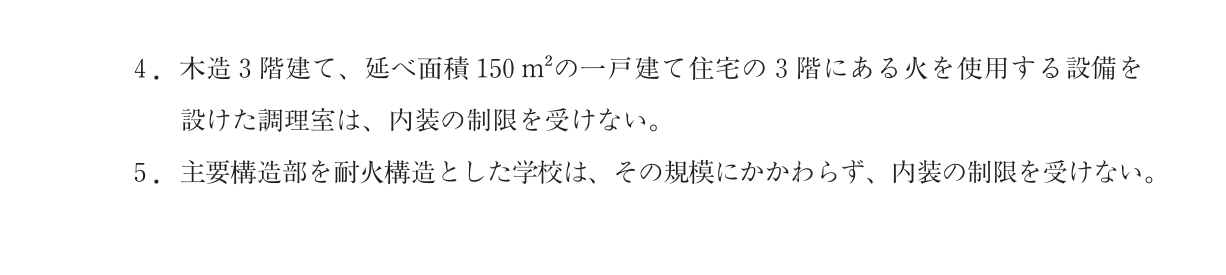 4．木造 3 階建て、延べ面積 150 m²の一戸建て住宅の 3 階にある火を使用する設備を
設けた調理室は、内装の制限を受けない。
5．主要構造部を耐火構造とした学校は、その規模にかかわらず、内装の制限を受けない。